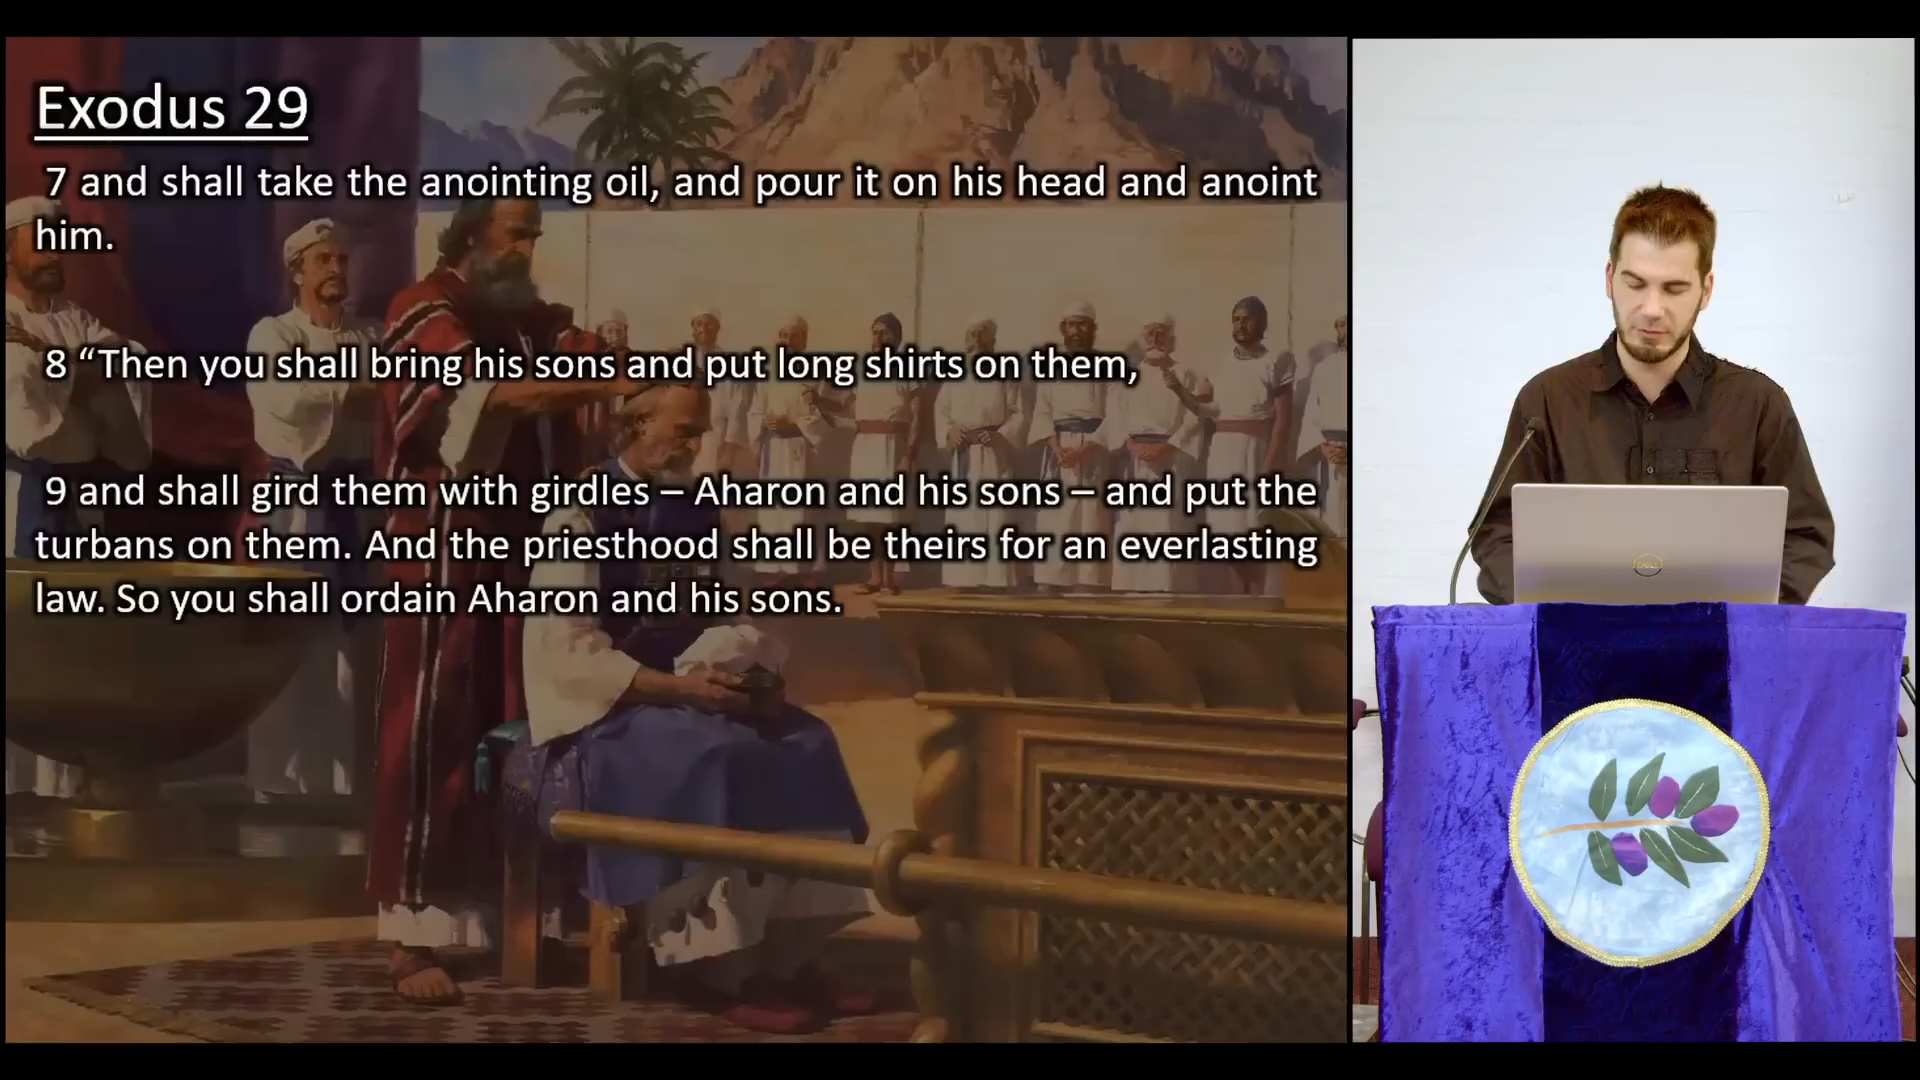 Exodus 29
7 and shall take the anointing oil, and pour it on his head and anoint
him.
8 “Then you shall bring his sons and put long shirts on them,
9 and shall gird them with girdles – Aharon and his sons – and put the
turbans on them. And the priesthood shall be theirs for an everlasting
law. So you shall ordain Aharon and his sons.
DELL